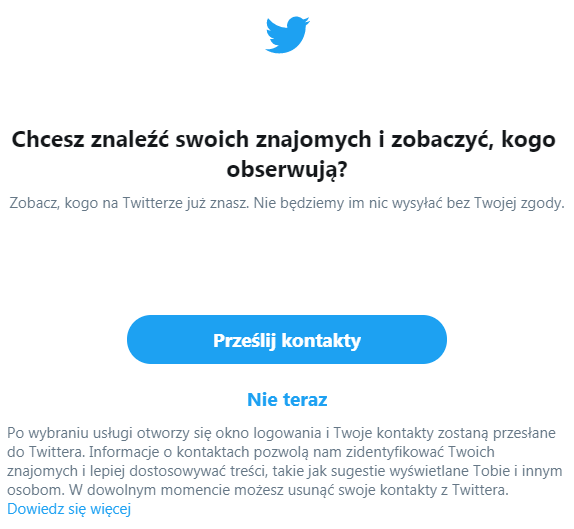 Chcesz znaleźć swoich znajomych i zobaczyć, kogo
obserwują?
Zobacz, kogo na Twitterze już znasz. Nie będziemy im nic wysyłać bez Twojej zgody.
Prześlij kontakty
Nie teraz
Po wybraniu usługi otworzy się okno logowania i Twoje kontakty zostaną przesłane
do Twittera. Informacje o kontaktach pozwolą nam zidentyfikować Twoich
znajomych i lepiej dostosowywać treści, takie jak sugestie wyświetlane Tobie i innym
osobom. W dowolnym momencie możesz usunąć swoje kontakty z Twittera.
Dowiedz się więcej